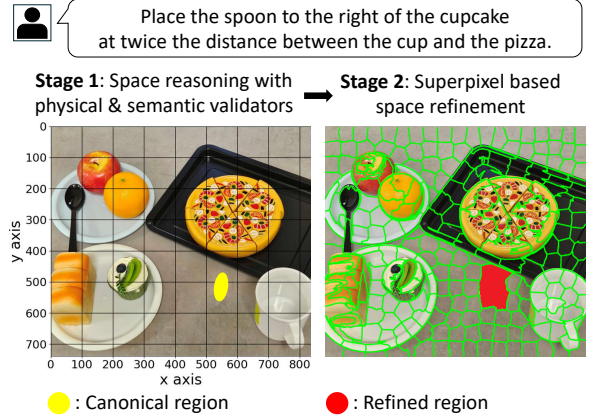 Place the spoon to the right of the cupcake
at twice the distance between the cup and the pizza.
Stage 1: Space reasoning with
physical & semantic validators
Stage 2: Superpixel based
space refinement
0
100
200
300
400
500
600
700
y axis
0 100 200 300 400 500 600 700 800
x axis
: Canonical region
: Refined region